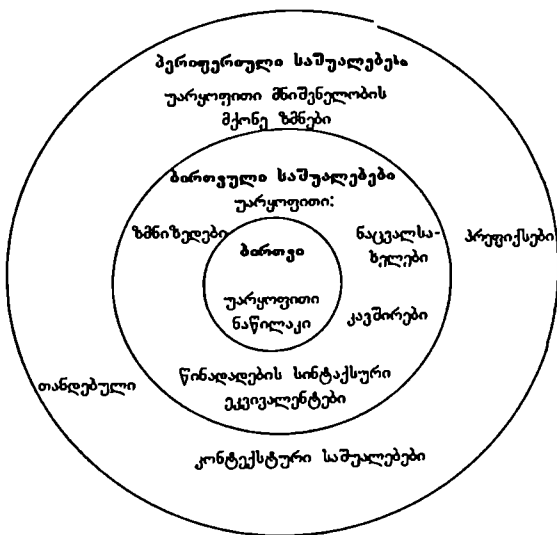 პერიფერიული საშუალებები
უარყოფითი მნიშვნელობის
მქონე ზმნები
ბირთვული საშუალებები
უარყოფითი:
ზმნიზედები
ნაცვალსა-
ხელები
პრეფიქსები
ბირთვი
უარყოფითი
ნაწილაკი
კავშირები
წინადადების სინტაქსური
ეკვივალენტები
თანდებული
კონტექსტური საშუალებები